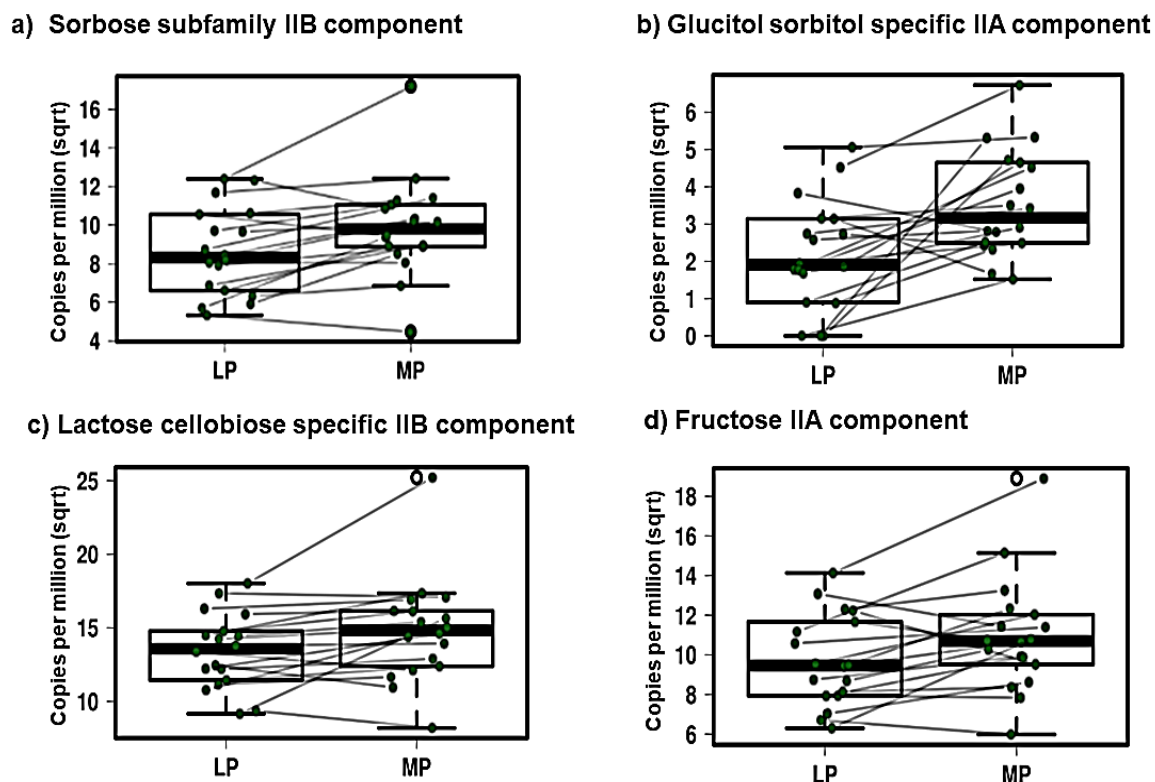 a) Sorbose subfamily IIB component
Copies per million (sqrt)
16
14
12
10
8
6
4
LP MP
b) Glucitol sorbitol specific IIA component
Copies per million (sqrt)
6
5
4
3
2
1
0
LP MP
c) Lactose cellobiose specific IIB component
Copies per million (sqrt)
25
20
15
10
LP MP
d) Fructose IIA component
Copies per million (sqrt)
18
16
14
12
10
8
6
LP MP